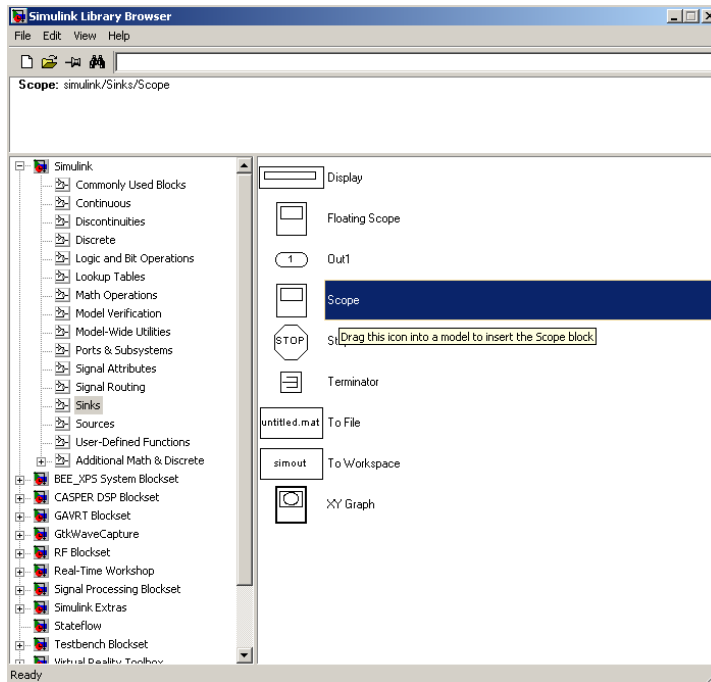 Simulink Library Browser
File Edit View Help
Scope: simulink/Sinks/Scope
Simulink
Commonly Used Blocks
Continuous
Discontinuities
Discrete
Logic and Bit Operations
Lookup Tables
Math Operations
Model Verification
Model-Wide Utilities
Ports & Subsystems
Signal Attributes
Signal Routing
Sinks
Sources
User-Defined Functions
Additional Math & Discrete
BEE_XPS System Blockset
CASPER DSP Blockset
GAVRT Blockset
GtkWaveCapture
RF Blockset
Real-Time Workshop
Signal Processing Blockset
Simulink Extras
Stateflow
Testbench Blockset
Virtual Reality Toolbox
Display
Floating Scope
1 Out1
Scope
STOP
Drag this icon into a model to insert the Scope block
Terminator
untitled.mat To File
simout To Workspace
XY Graph
Ready